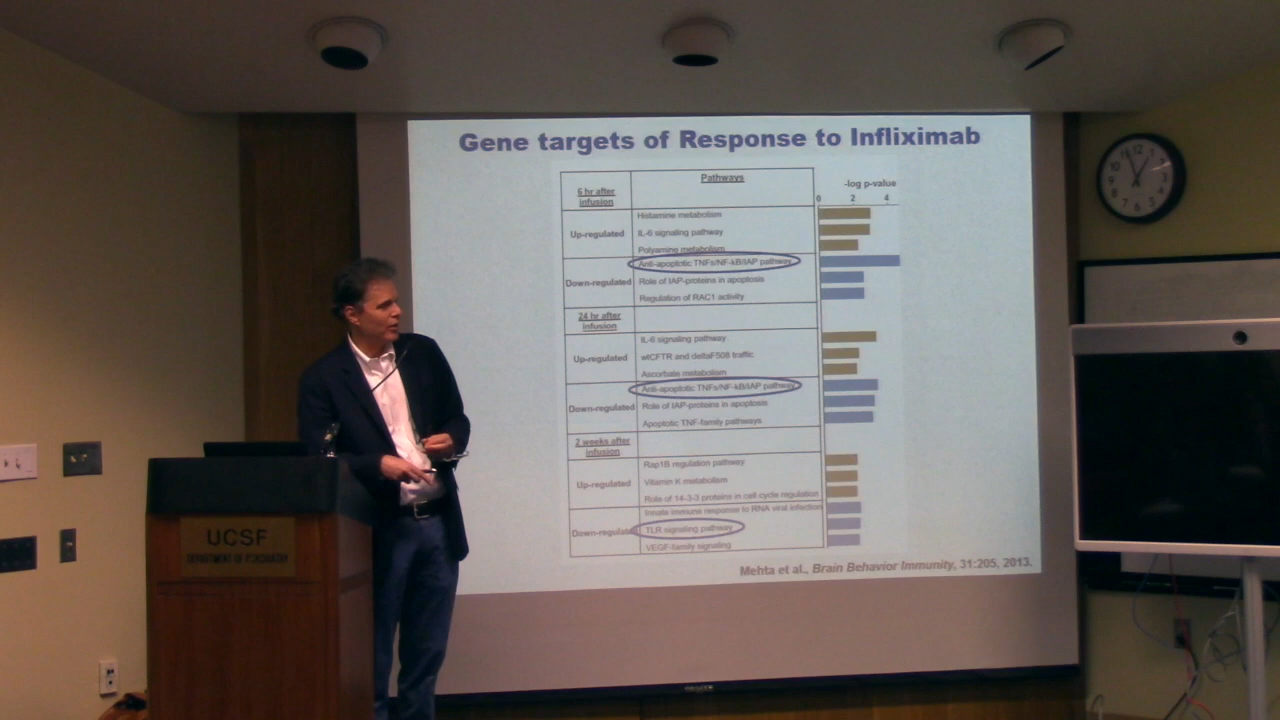 Gene targets of Response to Infliximab
Pathways
-log p-value
0 2 4
6 hr after
infusion
Up-regulated
Histamine metabolism
IL-6 signaling pathway
Polyamine metabolism
Down-regulated
Anti-apoptotic TNFs/NF-kB/IAP pathway
Role of IAP-proteins in apoptosis
Regulation of RAC1 activity
24 hr after
infusion
Up-regulated
IL-6 signaling pathway
wtCFTR and deltaF508 traffic
Ascorbate metabolism
Down-regulated
Anti-apoptotic TNFs/NF-kB/IAP pathway
Role of IAP-proteins in apoptosis
Apoptotic TNF-family pathways
2 weeks after
infusion
Up-regulated
Rap1B regulation pathway
Vitamin K metabolism
Role of 14-3-3 proteins in cell cycle regulation
Down-regulated
Innate immune response to RNA viral infection
TLR signaling pathway
VEGF-family signaling
Mehta et al., Brain Behavior Immunity, 31:205, 2013.
UCSF
DEPARTMENT OF PSYCHIATRY